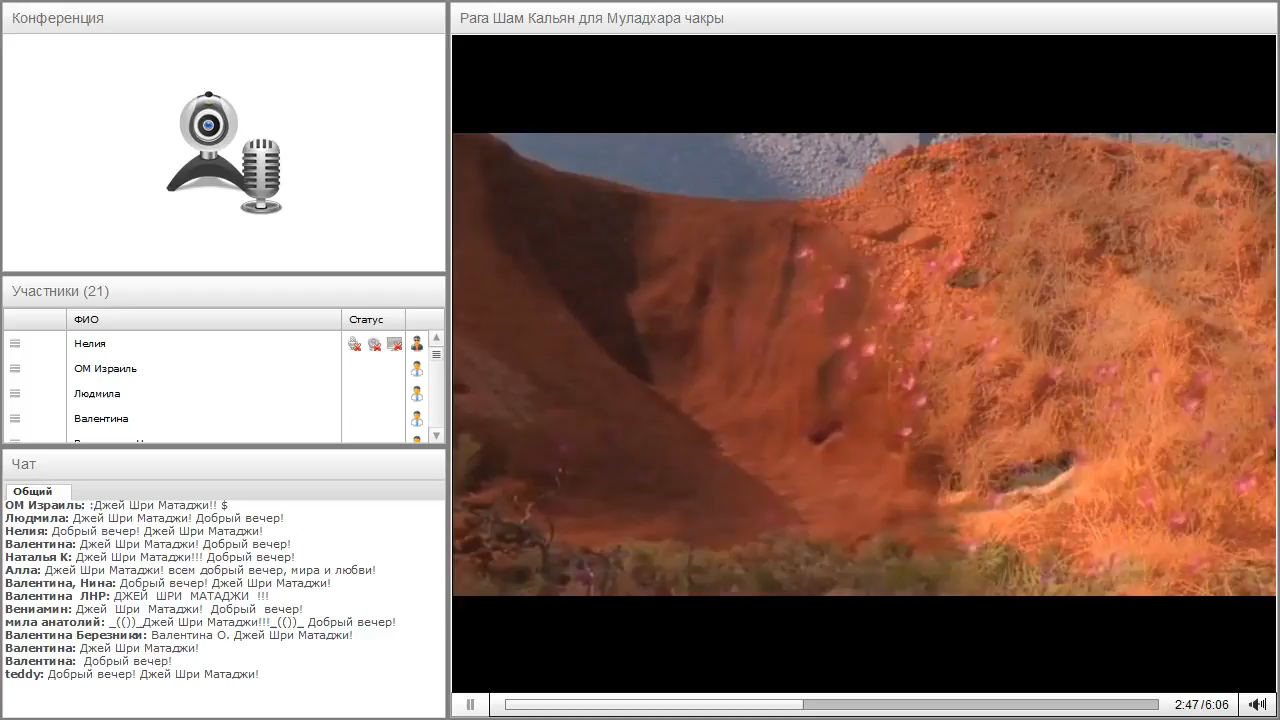 Конференция
Рага Шам Кальян для Муладхара чакры
Участники (21)
ФИО
Статус
Нелия
ОМ Израиль
Людмила
Валентина
Чат
Общий
ОМ Израиль: :Джей Шри Матаджи!! $
Людмила: Джей Шри Матаджи! Добрый вечер!
Нелия: Добрый вечер! Джей Шри Матаджи!
Валентина: Джей Шри Матаджи! Добрый вечер!
Наталья К: Джей Шри Матаджи!!! Добрый вечер!
Алла: Джей Шри Матаджи! всем добрый вечер, мира и любви!
Валентина, Нина: Добрый вечер! Джей Шри Матаджи!
Валентина ЛНР: ДЖЕЙ ШРИ МАТАДЖИ !!!
Вениамин: Джей Шри Матаджи! Добрый вечер!
мила анатолий: _(())_Джей Шри Матаджи!!!_(())_ Добрый вечер!
Валентина Березники: Валентина О. Джей Шри Матаджи!
Валентина: Джей Шри Матаджи!
Валентина: Добрый вечер!
teddy: Добрый вечер! Джей Шри Матаджи!
2:47/6:06